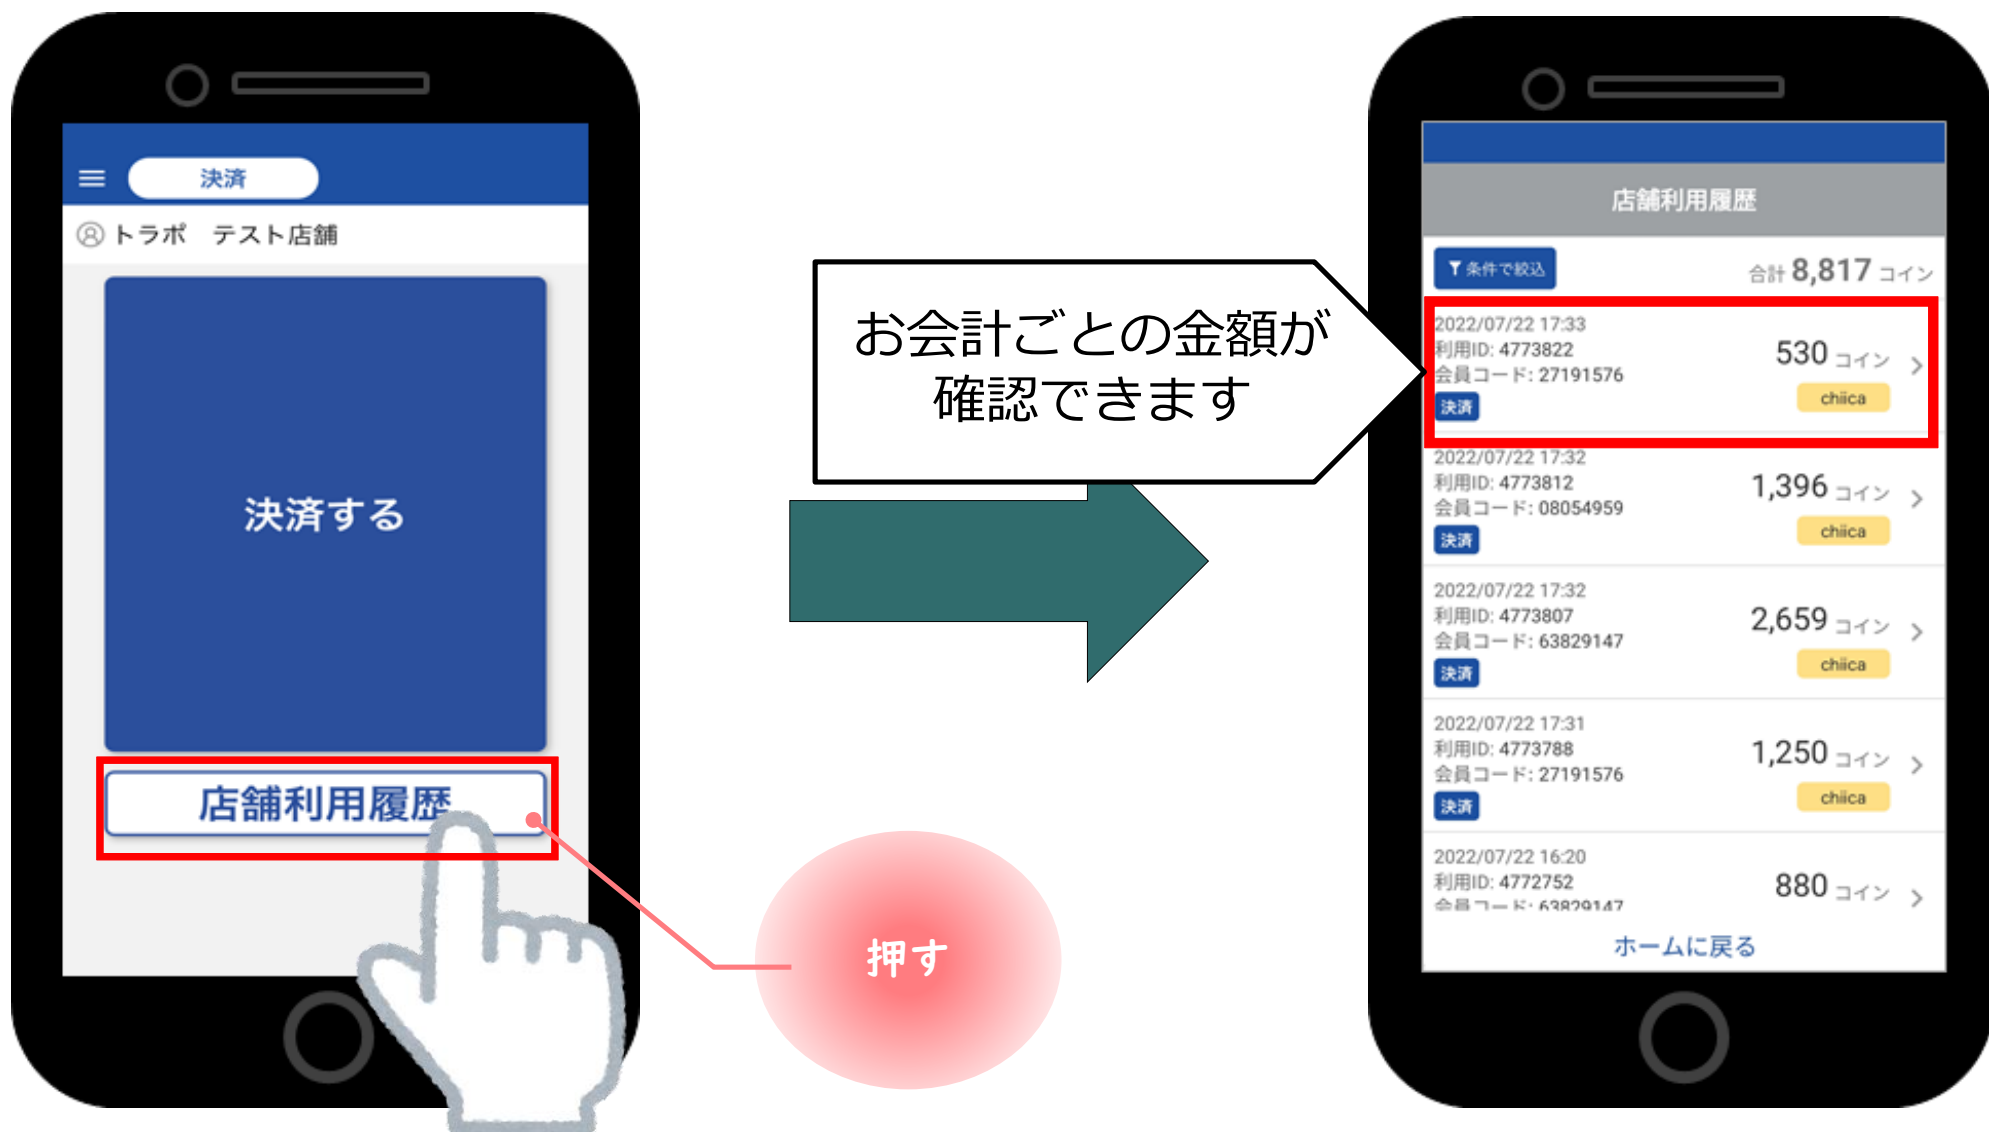 決済
トラポ　テスト店舗
決済する
店舗利用履歴
押す
お会計ごとの金額が
確認できます
店舗利用履歴
条件で絞込
合計 8,817 コイン
2022/07/22 17:33
利用ID: 4773822
会員コード: 27191576
530 コイン
決済
chiica
2022/07/22 17:32
利用ID: 4773812
会員コード: 08054959
1,396 コイン
決済
chiica
2022/07/22 17:32
利用ID: 4773807
会員コード: 63829147
2,659 コイン
決済
chiica
2022/07/22 17:31
利用ID: 4773788
会員コード: 27191576
1,250 コイン
決済
chiica
2022/07/22 16:20
利用ID: 4772752
会員コード: 63829147
880 コイン
ホームに戻る